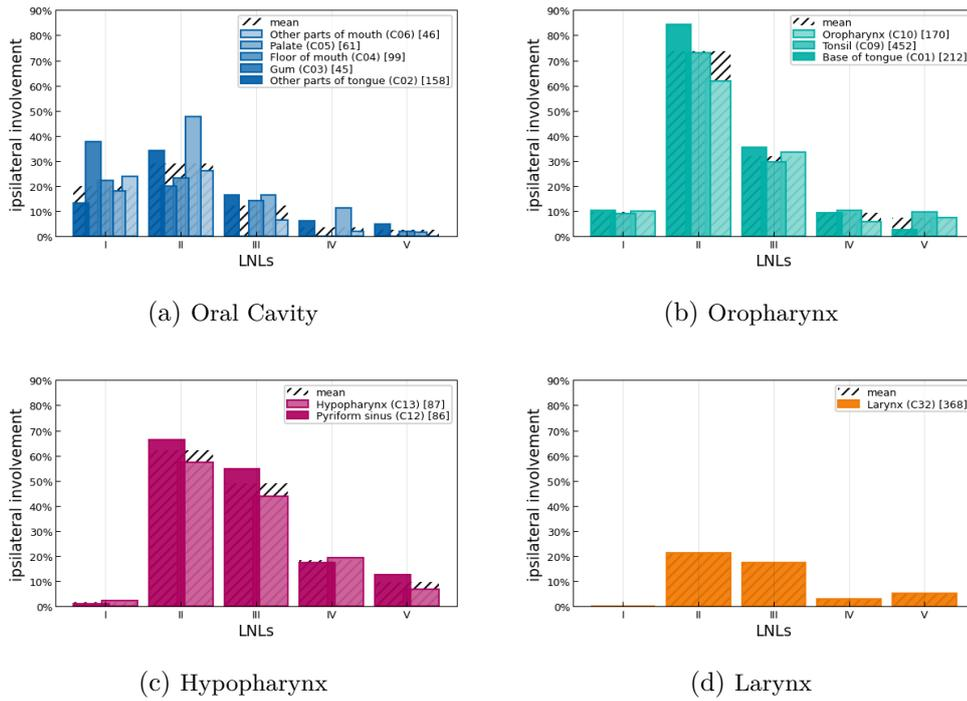 90%
80%
70%
60%
50%
40%
30%
20%
10%
0%
ipsilateral involvement
mean
Other parts of mouth (C06) [46]
Palate (C05) [61]
Floor of mouth (C04) [99]
Gum (C03) [45]
Other parts of tongue (C02) [158]
I II III IV V
LNLs
(a) Oral Cavity
90%
80%
70%
60%
50%
40%
30%
20%
10%
0%
ipsilateral involvement
mean
Oropharynx (C10) [170]
Tonsil (C09) [452]
Base of tongue (C01) [212]
I II III IV V
LNLs
(b) Oropharynx
90%
80%
70%
60%
50%
40%
30%
20%
10%
0%
ipsilateral involvement
mean
Hypopharynx (C13) [87]
Pyriform sinus (C12) [86]
I II III IV V
LNLs
(c) Hypopharynx
90%
80%
70%
60%
50%
40%
30%
20%
10%
0%
ipsilateral involvement
mean
Larynx (C32) [368]
I II III IV V
LNLs
(d) Larynx